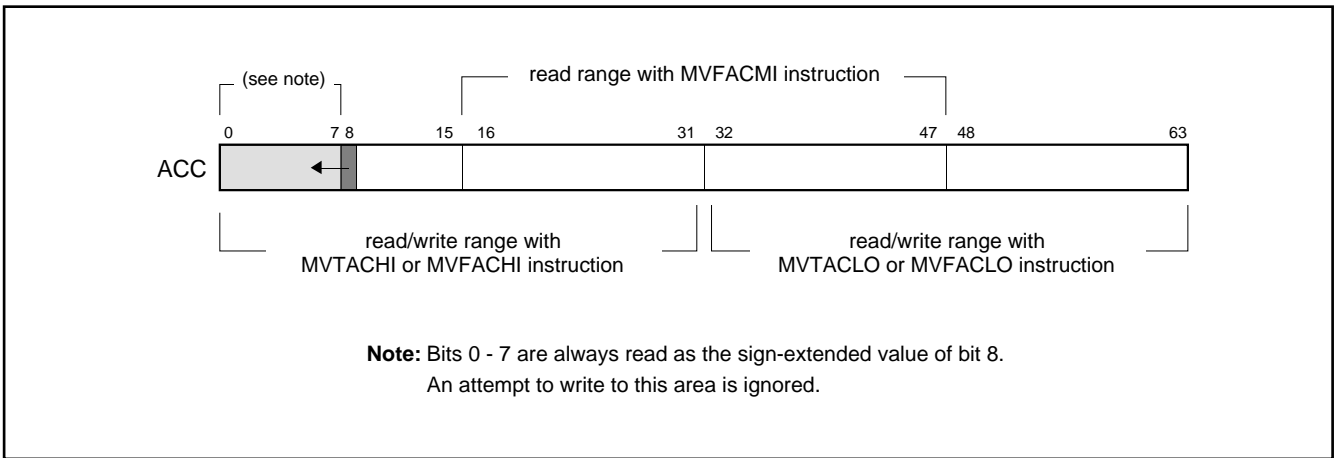 (see note)
read range with MVFACMI instruction
0 7 8 15 16 31 32 47 48 63
ACC
read/write range with
MVTACHI or MVFACHI instruction
read/write range with
MVTACLO or MVFACLO instruction
Note: Bits 0 - 7 are always read as the sign-extended value of bit 8.
An attempt to write to this area is ignored.